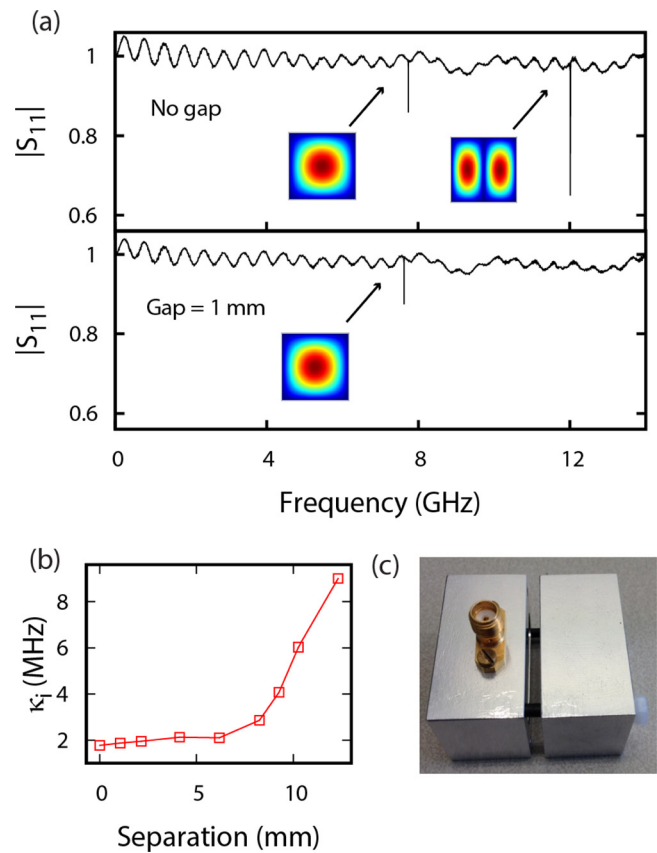 (a)
1
No gap
0.8
0.6
|S11|
1
Gap = 1 mm
0.8
0.6
|S11|
0 4 8 12
Frequency (GHz)
(b)
8
6
4
2
κi (MHz)
0 5 10
Separation (mm)
(c)